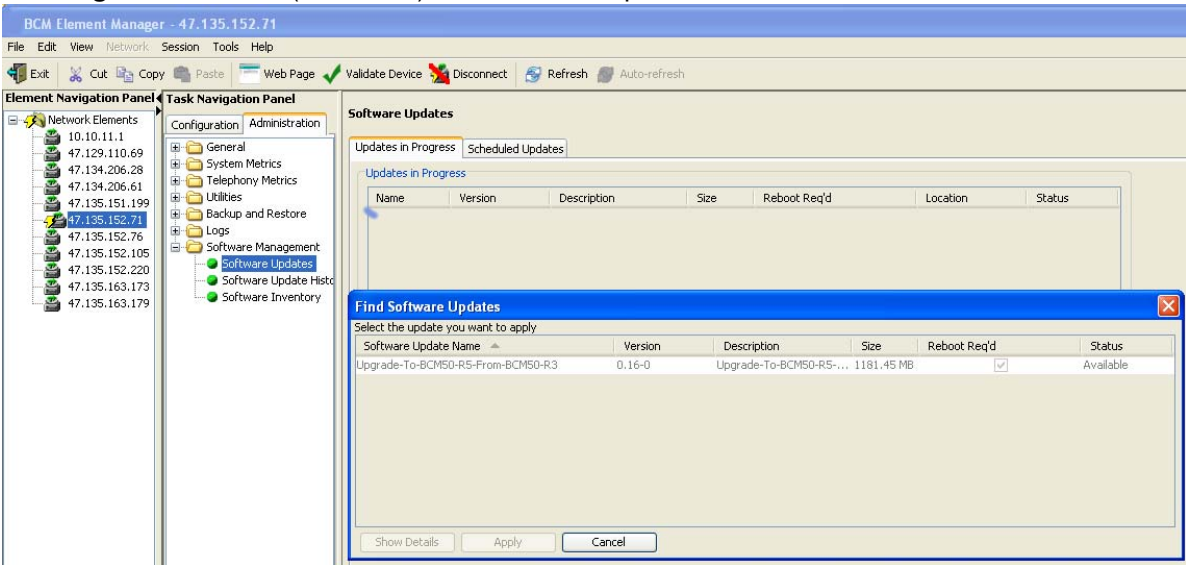 BCM Element Manager - 47.135.152.71
File Edit View Network Session Tools Help
Exit Cut Copy Paste Web Page Validate Device Disconnect Refresh Auto-refresh
Element Navigation Panel
Network Elements
10.10.11.1
47.129.110.69
47.134.206.28
47.134.206.61
47.135.151.199
47.135.152.71
47.135.152.76
47.135.152.105
47.135.152.220
47.135.163.173
47.135.163.179
Task Navigation Panel
Configuration Administration
General
System Metrics
Telephony Metrics
Utilities
Backup and Restore
Logs
Software Management
Software Updates
Software Update Histo
Software Inventory
Software Updates
Updates in Progress Scheduled Updates
Updates in Progress
Name Version Description Size Reboot Req'd Location Status
Find Software Updates
Select the update you want to apply
Software Update Name Version Description Size Reboot Req'd Status
Upgrade-To-BCM50-R5-From-BCM50-R3 0.16-0 Upgrade-To-BCM50-R5-... 1181.45 MB Available
Show Details Apply Cancel